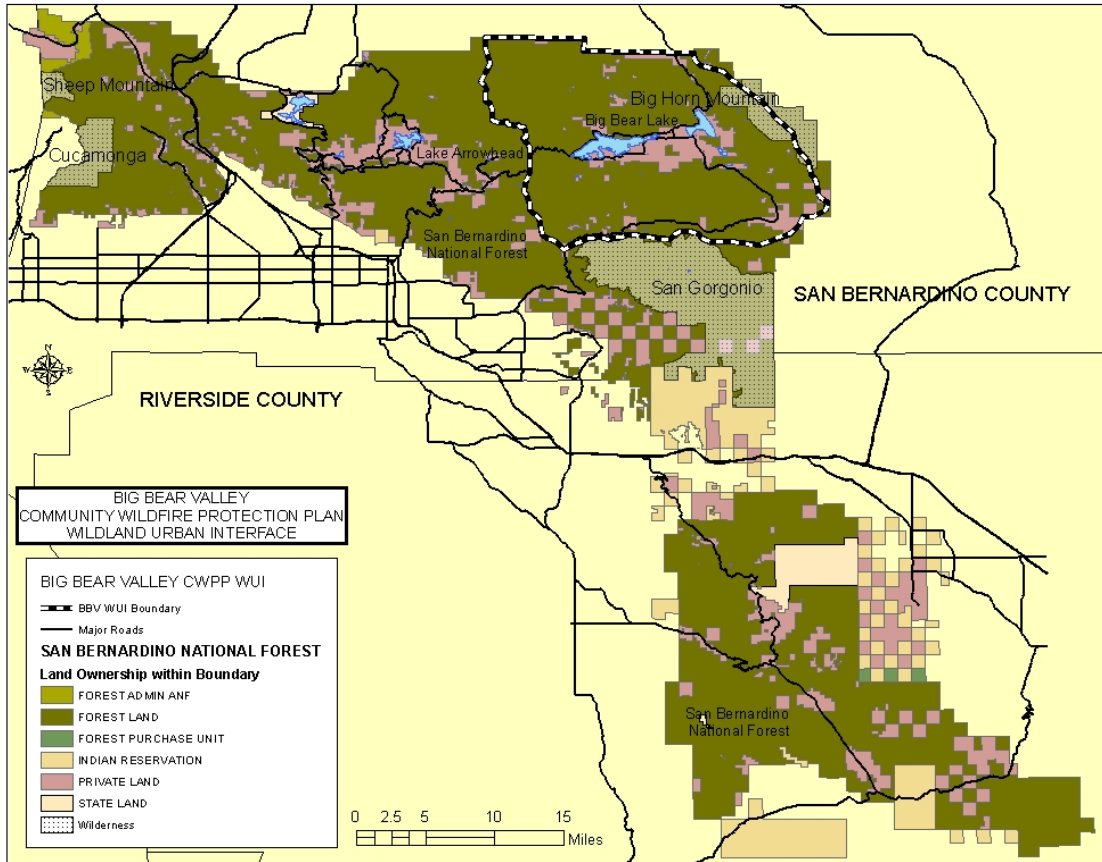 Sheep Mountain
Cucamonga
Big Horn Mountain
Big Bear Lake
Lake Arrowhead
San Bernardino
National Forest
San Gorgonio
SAN BERNARDINO COUNTY
N
W
E
S
RIVERSIDE COUNTY
BIG BEAR VALLEY
COMMUNITY WILDFIRE PROTECTION PLAN
WILDLAND URBAN INTERFACE
BIG BEAR VALLEY CWPP WUI
BBV WUI Boundary
Major Roads
SAN BERNARDINO NATIONAL FOREST
Land Ownership within Boundary
FOREST ADMIN ANF
FOREST LAND
FOREST PURCHASE UNIT
INDIAN RESERVATION
PRIVATE LAND
STATE LAND
Wilderness
San Bernardino
National Forest
0 2.5 5 10 15
Miles